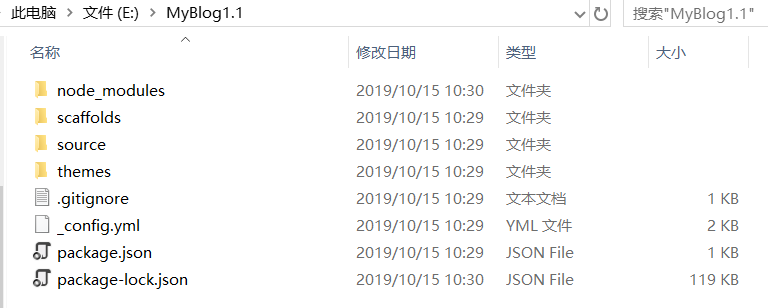 此电脑 > 文件 (E:) > MyBlog1.1 搜索"MyBlog1.1"
名称 修改日期 类型 大小
node_modules 2019/10/15 10:30 文件夹
scaffolds 2019/10/15 10:29 文件夹
source 2019/10/15 10:29 文件夹
themes 2019/10/15 10:29 文件夹
.gitignore 2019/10/15 10:29 文本文档 1 KB
_config.yml 2019/10/15 10:29 YML 文件 2 KB
package.json 2019/10/15 10:29 JSON File 1 KB
package-lock.json 2019/10/15 10:30 JSON File 119 KB